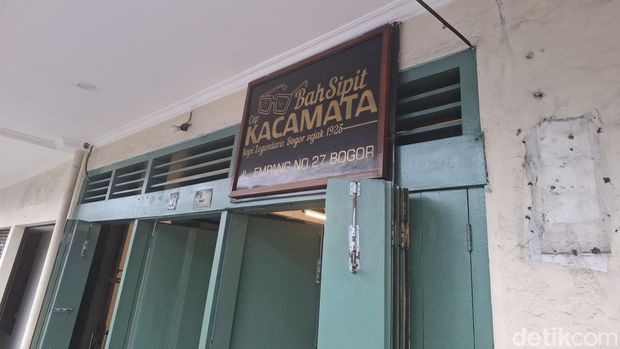 Cap
Bah Sipit
KACAMATA
Kopi Legendaris Bogor sejak 1925
JL. EMPANG NO. 27 BOGOR
detikcom